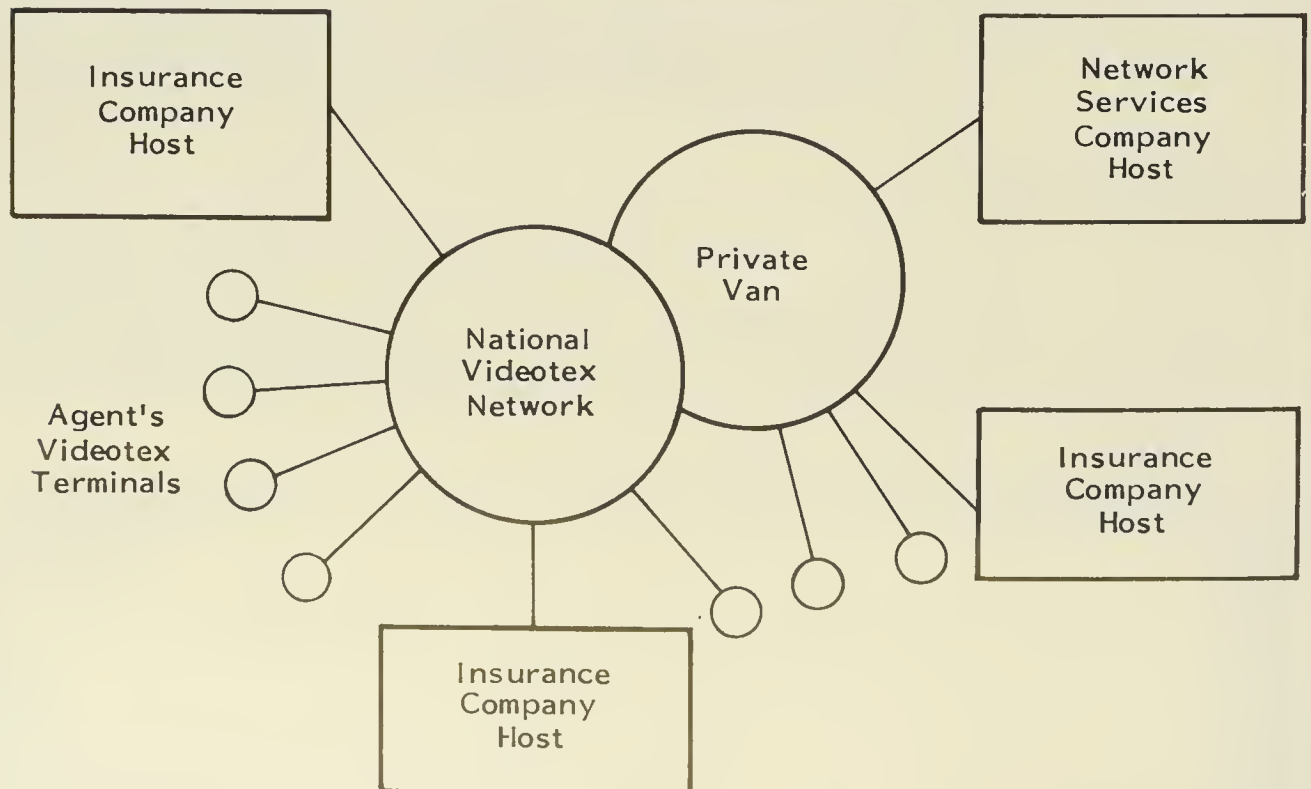 Insurance
Company
Host
Network
Services
Company
Host
Private
Van
National
Videotex
Network
Agent's
Videotex
Terminals
Insurance
Company
Host
Insurance
Company
Host